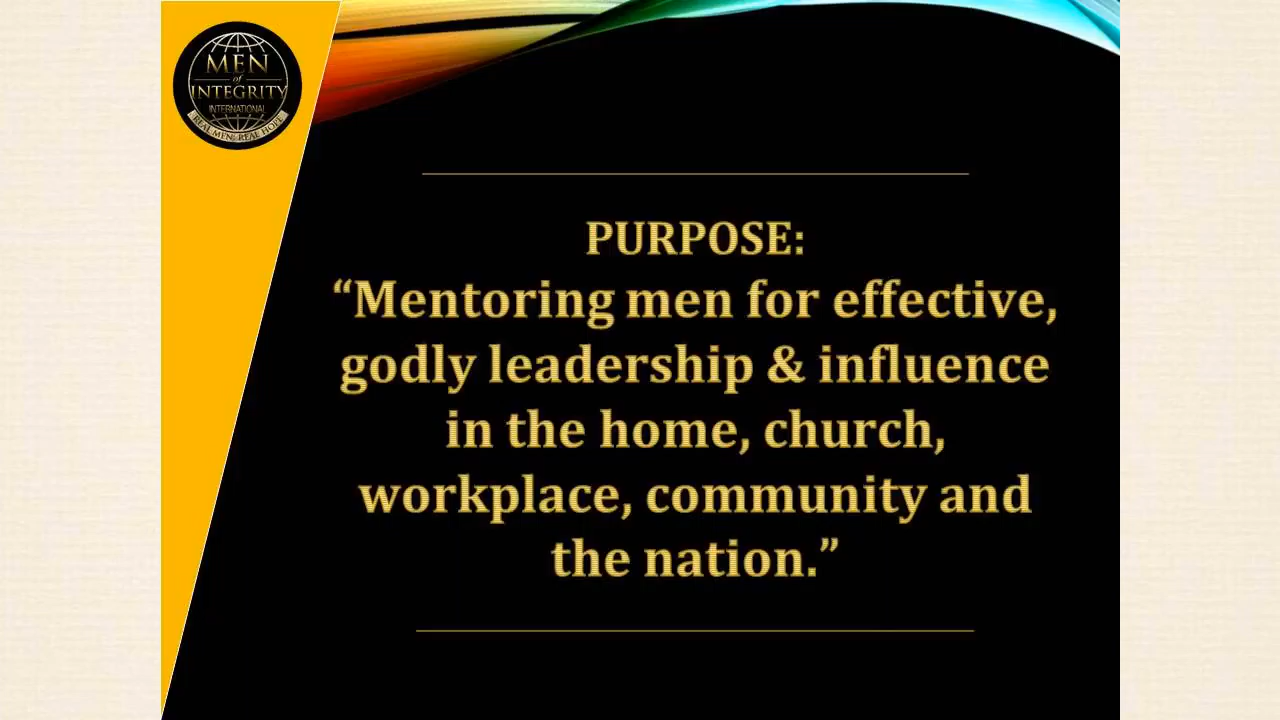 MEN
of
INTEGRITY
INTERNATIONAL
REAL MEN: REAL HOPE
PURPOSE:
“Mentoring men for effective,
godly leadership & influence
in the home, church,
workplace, community and
the nation.”